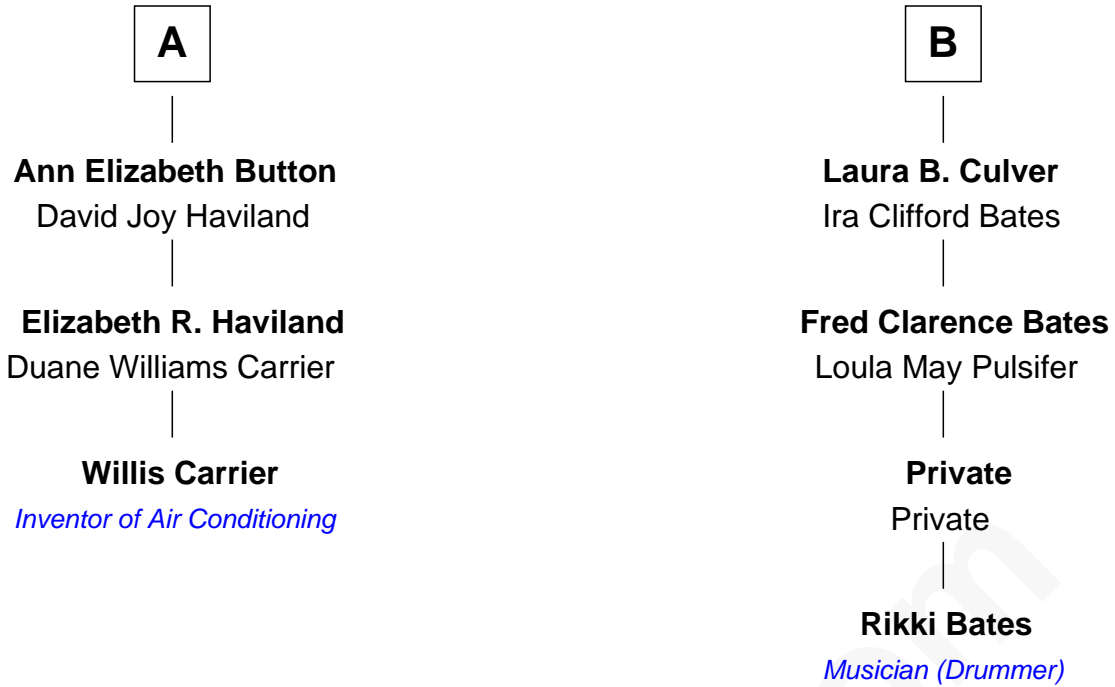 A
Ann Elizabeth Button
David Joy Haviland
Elizabeth R. Haviland
Duane Williams Carrier
Willis Carrier
Inventor of Air Conditioning
B
Laura B. Culver
Ira Clifford Bates
Fred Clarence Bates
Loula May Pulsifer
Private
Private
Rikki Bates
Musician (Drummer)